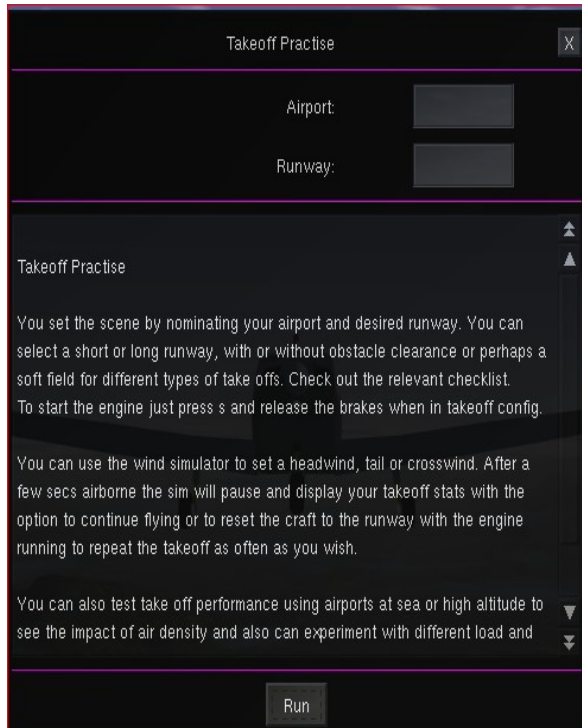 Takeoff Practise
X
Airport:
Runway:
Takeoff Practise
You set the scene by nominating your airport and desired runway. You can
select a short or long runway, with or without obstacle clearance or perhaps a
soft field for different types of take offs. Check out the relevant checklist.
To start the engine just press s and release the brakes when in takeoff config.
You can use the wind simulator to set a headwind, tail or crosswind. After a
few secs airborne the sim will pause and display your takeoff stats with the
option to continue flying or to reset the craft to the runway with the engine
running to repeat the takeoff as often as you wish.
You can also test take off performance using airports at sea or high altitude to
see the impact of air density and also can experiment with different load and
Run